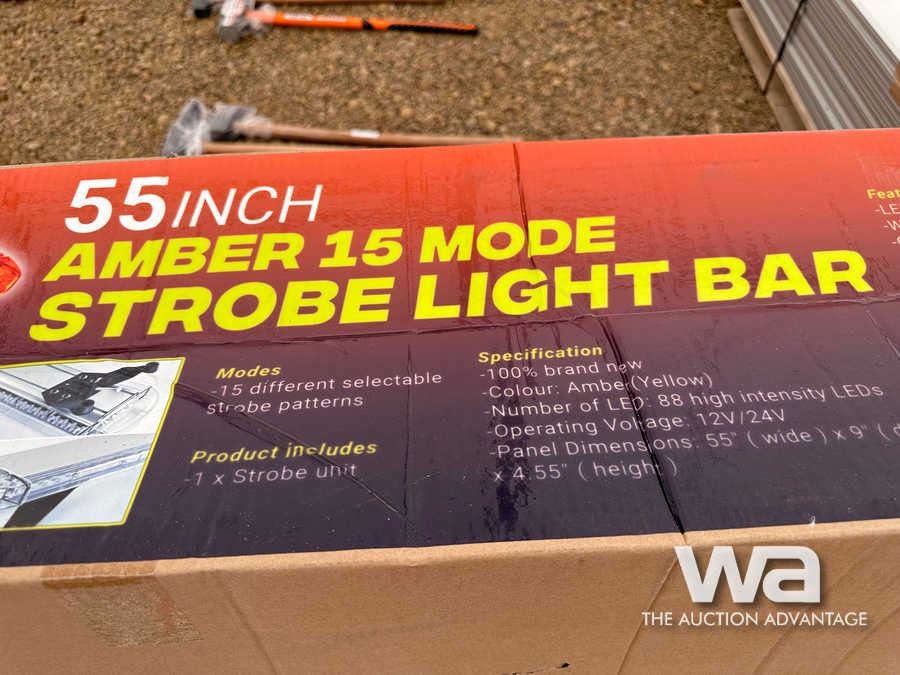 55 INCH
AMBER 15 MODE
STROBE LIGHT BAR
Modes
-15 different selectable
strobe patterns
Product includes
-1 x Strobe unit
Specification
-100% brand new
-Colour: Amber(Yellow)
-Number of LED: 88 high intensity LEDs
-Operating Voltage: 12V/24V
-Panel Dimensions: 55" ( wide ) x 9" (
x 4.55" ( height )
wa
THE AUCTION ADVANTAGE